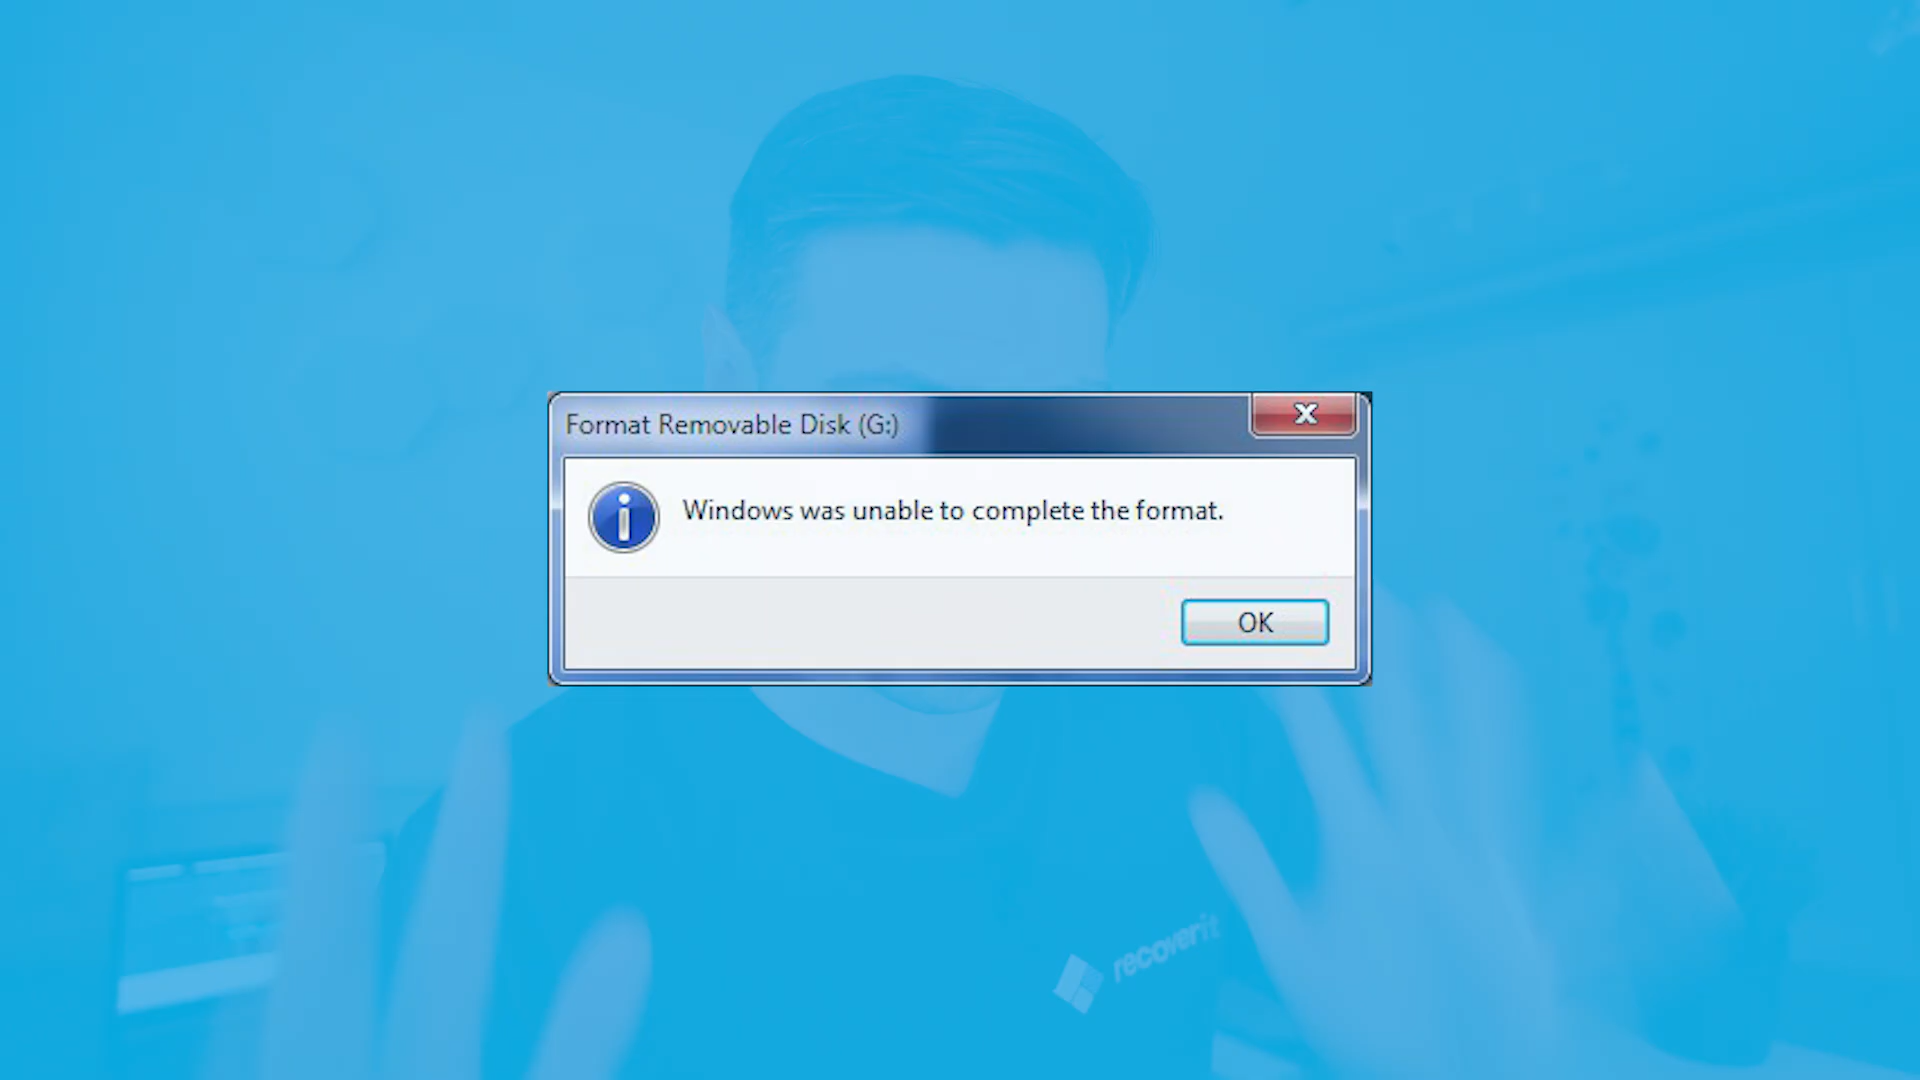 Format Removable Disk (G:)
Windows was unable to complete the format.
OK
recoverit